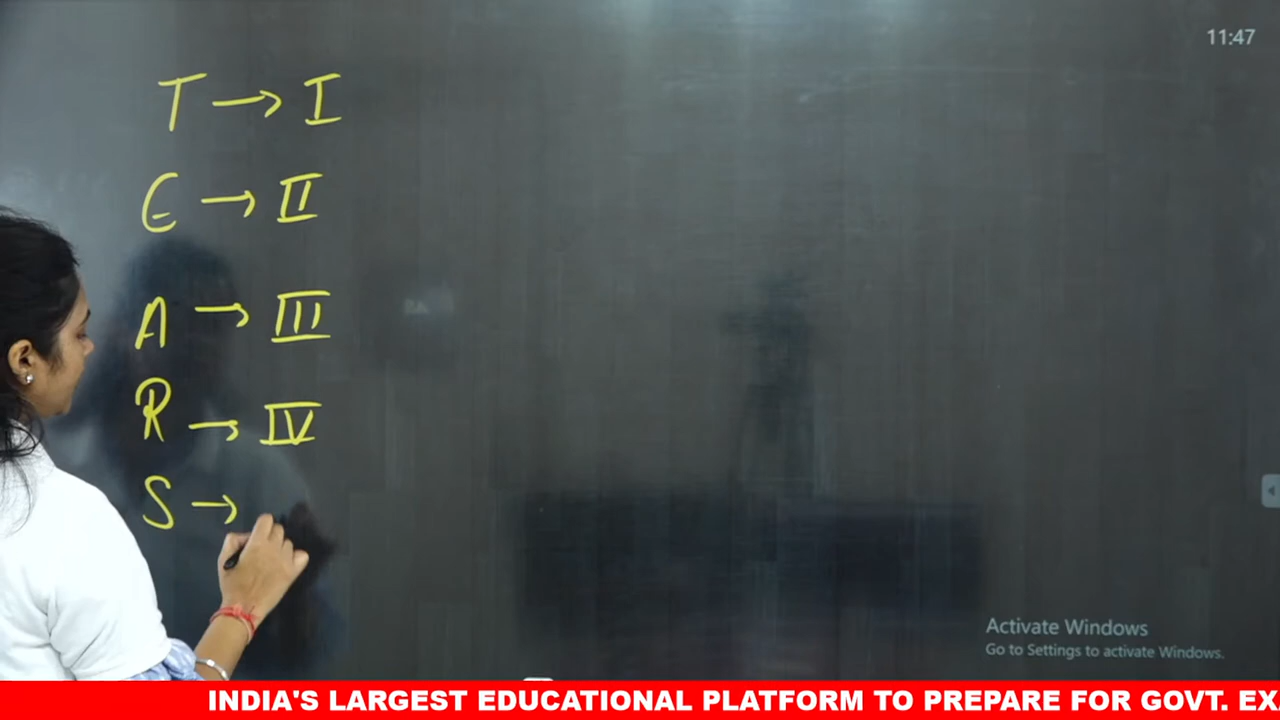 11:47
T → I
E → II
A → III
R → IV
S →
Activate Windows
Go to Settings to activate Windows.
INDIA'S LARGEST EDUCATIONAL PLATFORM TO PREPARE FOR GOVT. EX